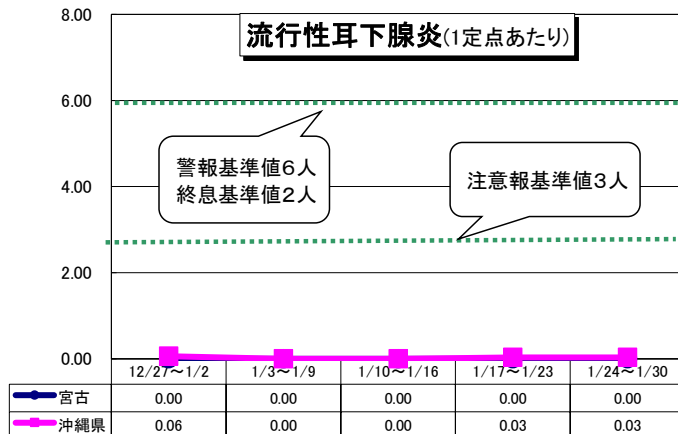 流行性耳下腺炎(1定点あたり)
8.00
6.00
4.00
2.00
0.00
警報基準値6人
終息基準値2人
注意報基準値3人
12/27～1/2 1/3～1/9 1/10～1/16 1/17～1/23 1/24～1/30
宮古 0.00 0.00 0.00 0.00 0.00
沖縄県 0.06 0.00 0.00 0.03 0.03